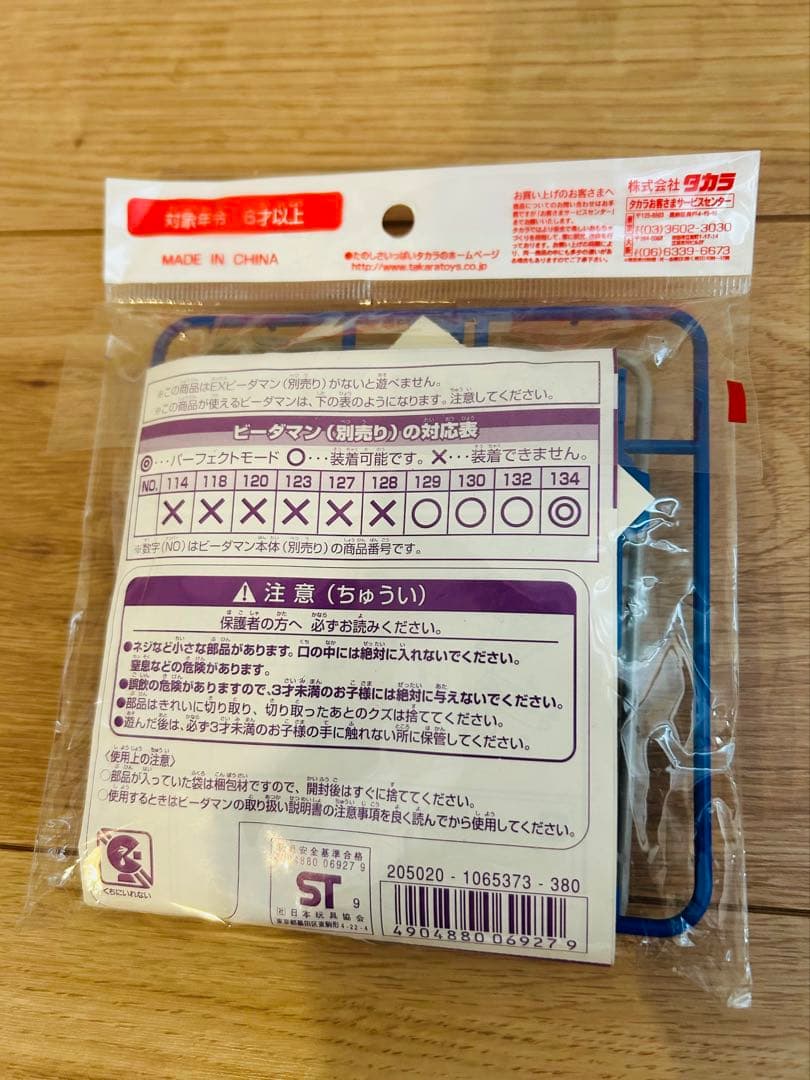 対象年令 6才以上
MADE IN CHINA
●たのしさいっぱいタカラのホームページ
http://www.takaratoys.co.jp
お買い上げのお客さまへ
株式会社 タカラ
タカラお客さまサービスセンター
(03)3602-3030
(06)6339-6673
※この商品はEXビーダマン(別売り)がないと遊べません。
※この商品が使えるビーダマンは、下の表のようになります。注意してください。
ビーダマン(別売り)の対応表
◎・・・パーフェクトモード ○・・・装着可能です。×・・・装着できません。
NO. 114 118 120 123 127 128 129 130 132 134
× × × × × × ○ ○ ○ ◎
※数字(NO)はビーダマン本体(別売り)の商品番号です。
注意(ちゅうい)
保護者の方へ 必ずお読みください。
●ネジなど小さな部品があります。口の中には絶対に入れないでください。
窒息などの危険があります。
●誤飲の危険がありますので、3才未満のお子様には絶対に与えないでください。
●部品はきれいに切り取り、切り取ったあとのクズは捨ててください。
●遊んだ後は、必ず3才未満のお子様の手に触れない所に保管してください。
〈使用上の注意〉
○部品が入っていた袋は梱包材ですので、開封後はすぐに捨ててください。
○使用するときはビーダマンの取り扱い説明書の注意事項を良く読んでから使用してください。
くちにいれない
安全基準合格
4904880 06927 9
ST 9
社 日本玩具協会
東京都墨田区東駒形4-22-4
205020-1065373-380
4904880 069279